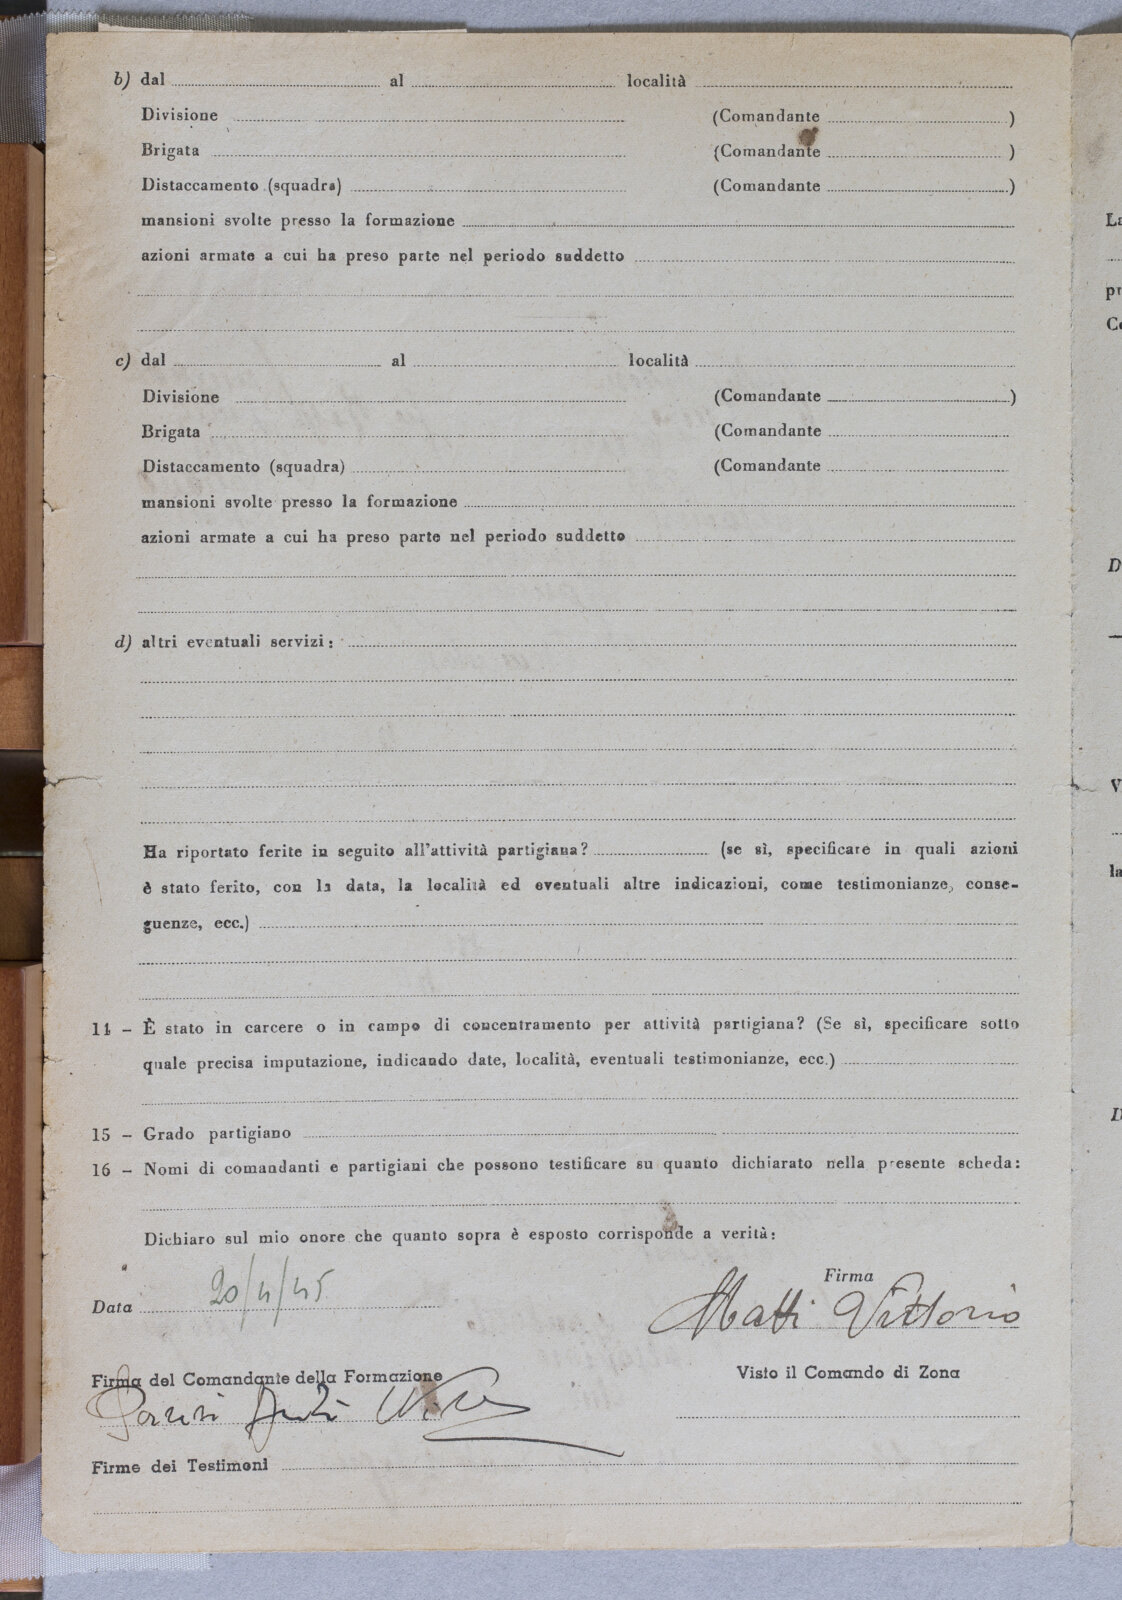 b) dal al località
Divisione (Comandante )
Brigata (Comandante )
Distaccamento (squadra) (Comandante )
mansioni svolte presso la formazione
azioni armate a cui ha preso parte nel periodo suddetto
c) dal al località
Divisione (Comandante )
Brigata (Comandante
Distaccamento (squadra) (Comandante
mansioni svolte presso la formazione
azioni armate a cui ha preso parte nel periodo suddetto
d) altri eventuali servizi:
Ha riportato ferite in seguito all'attività partigiana? (se sì, specificare in quali azioni
è stato ferito, con la data, la località ed eventuali altre indicazioni, come testimonianze, conse-
guenze, ecc.)
14 - È stato in carcere o in campo di concentramento per attività partigiana? (Se sì, specificare sotto
quale precisa imputazione, indicando date, località, eventuali testimonianze, ecc.)
15 - Grado partigiano
16 - Nomi di comandanti e partigiani che possono testificare su quanto dichiarato nella presente scheda:
Dichiaro sul mio onore che quanto sopra è esposto corrisponde a verità:
Firma
Data 20/4/45 Matti Vittorio
Firma del Comandante della Formazione Visto il Comando di Zona
Firme dei Testimoni